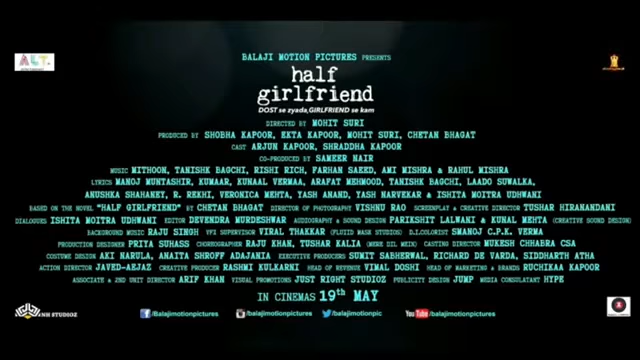 BALAJI MOTION PICTURES PRESENTS
ALT
half
girlfriend
DOST se zyada,GIRLFRIEND se kam
DIRECTED BY MOHIT SURI
PRODUCED BY SHOBHA KAPOOR, EKTA KAPOOR, MOHIT SURI, CHETAN BHAGAT
CAST ARJUN KAPOOR, SHRADDHA KAPOOR
CO-PRODUCED BY SAMEER NAIR
MUSIC MITHOON, TANISHK BAGCHI, RISHI RICH, FARHAN SAEED, AMI MISHRA & RAHUL MISHRA
LYRICS MANOJ MUNTASHIR, KUMAAR, KUNAAL VERMAA, ARAFAT MEHMOOD, TANISHK BAGCHI, LAADO SUWALKA,
ANUSHKA SHAHANEY, R. REKHI, VERONICA MEHTA, YASH ANAND, YASH NARVEKAR & ISHITA MOITRA UDHWANI
BASED ON THE NOVEL "HALF GIRLFRIEND" BY CHETAN BHAGAT DIRECTOR OF PHOTOGRAPHY VISHNU RAO SCREENPLAY & CREATIVE DIRECTOR TUSHAR HIRANANDANI
DIALOGUES ISHITA MOITRA UDHWANI EDITOR DEVENDRA MURDESHWAR AUDIOGRAPHY & SOUND DESIGN PARIKSHIT LALWANI & KUNAL MEHTA (CREATIVE SOUND DESIGN)
BACKGROUND MUSIC RAJU SINGH VFX SUPERVISOR VIRAL THAKKAR (FLUIID MASK STUDIOS) D.I.COLORIST SWANOJ C.P.K. VERMA
PRODUCTION DESIGNER PRIYA SUHASS CHOREOGRAPHER RAJU KHAN, TUSHAR KALIA (MERE DIL MEIN) CASTING DIRECTOR MUKESH CHHABRA CSA
COSTUME DESIGN AKI NARULA, ANAITA SHROFF ADAJANIA EXECUTIVE PRODUCERS SUMIT SABHERWAL, RICHARD DE VARDA, SIDDHARTH ATHA
ACTION DIRECTOR JAVED-AEJAZ CREATIVE PRODUCER RASHMI KULKARNI HEAD OF REVENUE VIMAL DOSHI HEAD OF MARKETING & BRANDS RUCHIKAA KAPOOR
ASSOCIATE & 2ND UNIT DIRECTOR ARIF KHAN VISUAL PROMOTIONS JUST RIGHT STUDIOZ PUBLICITY DESIGN JUMP MEDIA CONSULATANT HYPE
IN CINEMAS 19th MAY
NH STUDIOZ /Balajimotionpictures /balajimotionpictures /balajimotionpic YouTube /balajimotionpictures